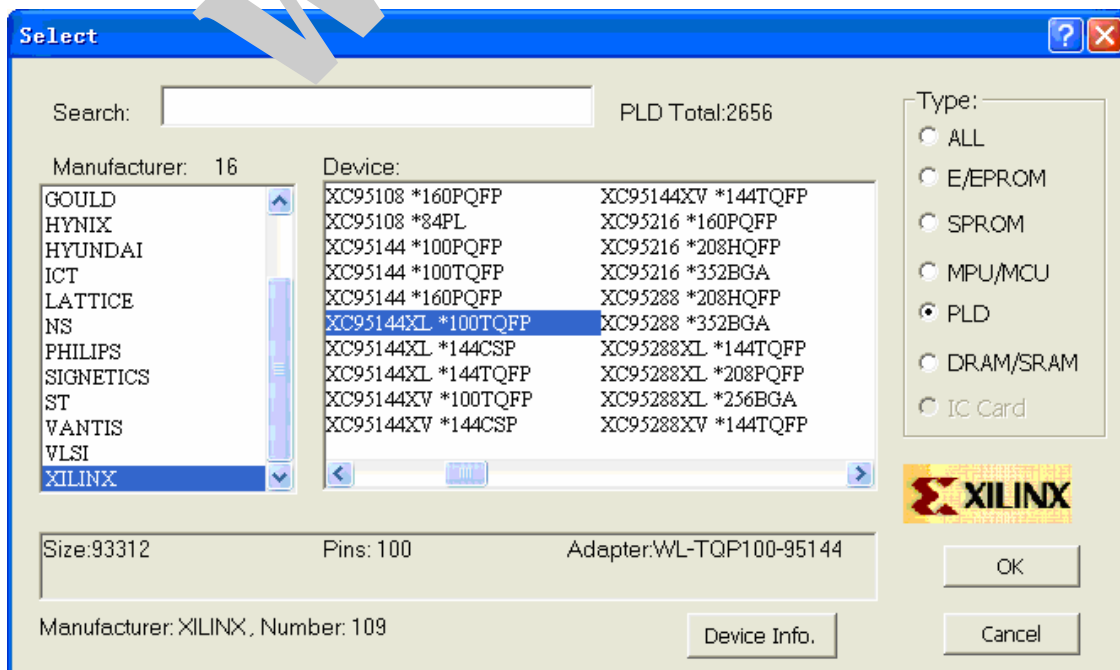 Select
Search:
PLD Total:2656
Manufacturer: 16
GOULD
HYNIX
HYUNDAI
ICT
LATTICE
NS
PHILIPS
SIGNETICS
ST
VANTIS
VLSI
XILINX
Device:
XC95108 *160PQFP
XC95108 *84PL
XC95144 *100PQFP
XC95144 *100TQFP
XC95144 *160PQFP
XC95144XL *100TQFP
XC95144XL *144CSP
XC95144XL *144TQFP
XC95144XV *100TQFP
XC95144XV *144CSP
XC95144XV *144TQFP
XC95216 *160PQFP
XC95216 *208HQFP
XC95216 *352BGA
XC95288 *208HQFP
XC95288 *352BGA
XC95288XL *144TQFP
XC95288XL *208PQFP
XC95288XL *256BGA
XC95288XV *144TQFP
Type:
ALL
E/EPROM
SPROM
MPU/MCU
PLD
DRAM/SRAM
IC Card
XILINX
Size:93312 Pins: 100 Adapter:WL-TQP100-95144
Manufacturer: XILINX , Number: 109
Device Info.
OK
Cancel